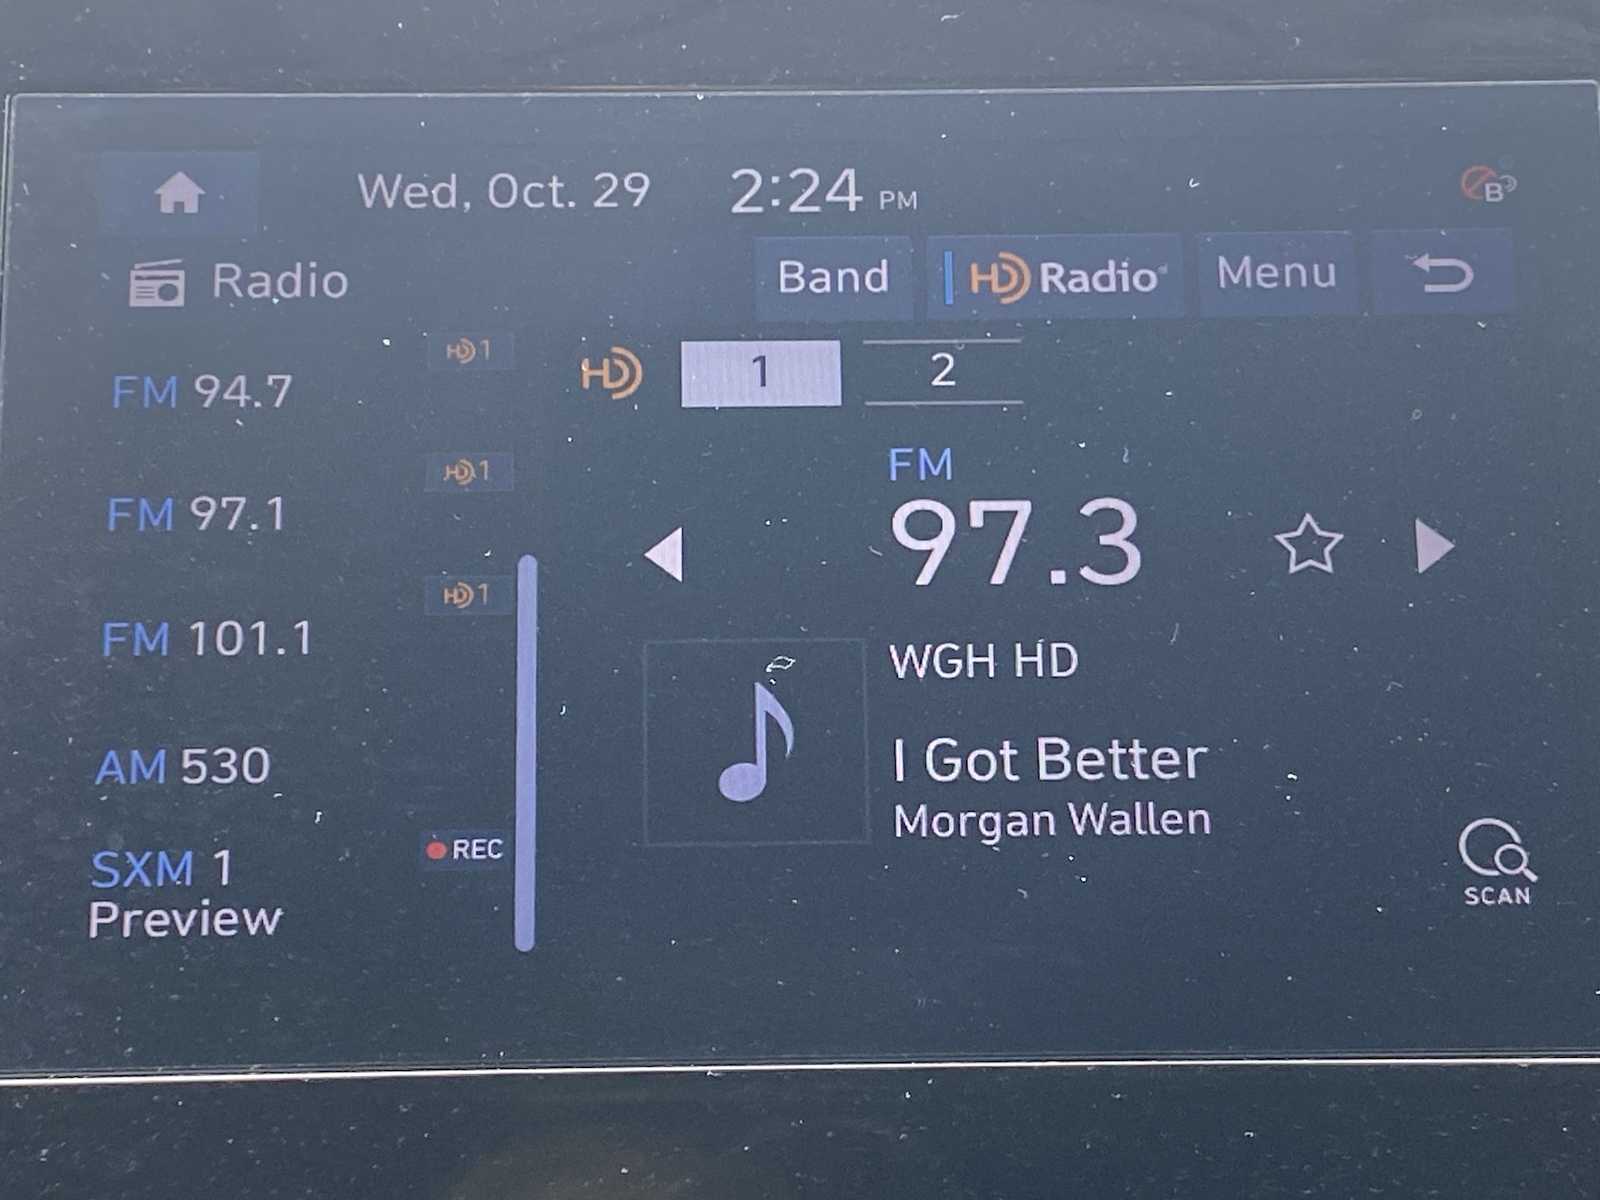 Wed, Oct. 29 2:24 PM
B
Radio
Band HD Radio Menu
HD 1
FM 94.7
HD 1
FM 97.1
HD 1
FM 101.1
AM 530
SXM 1
REC
Preview
HD 1 2
FM
97.3
WGH HD
I Got Better
Morgan Wallen
SCAN